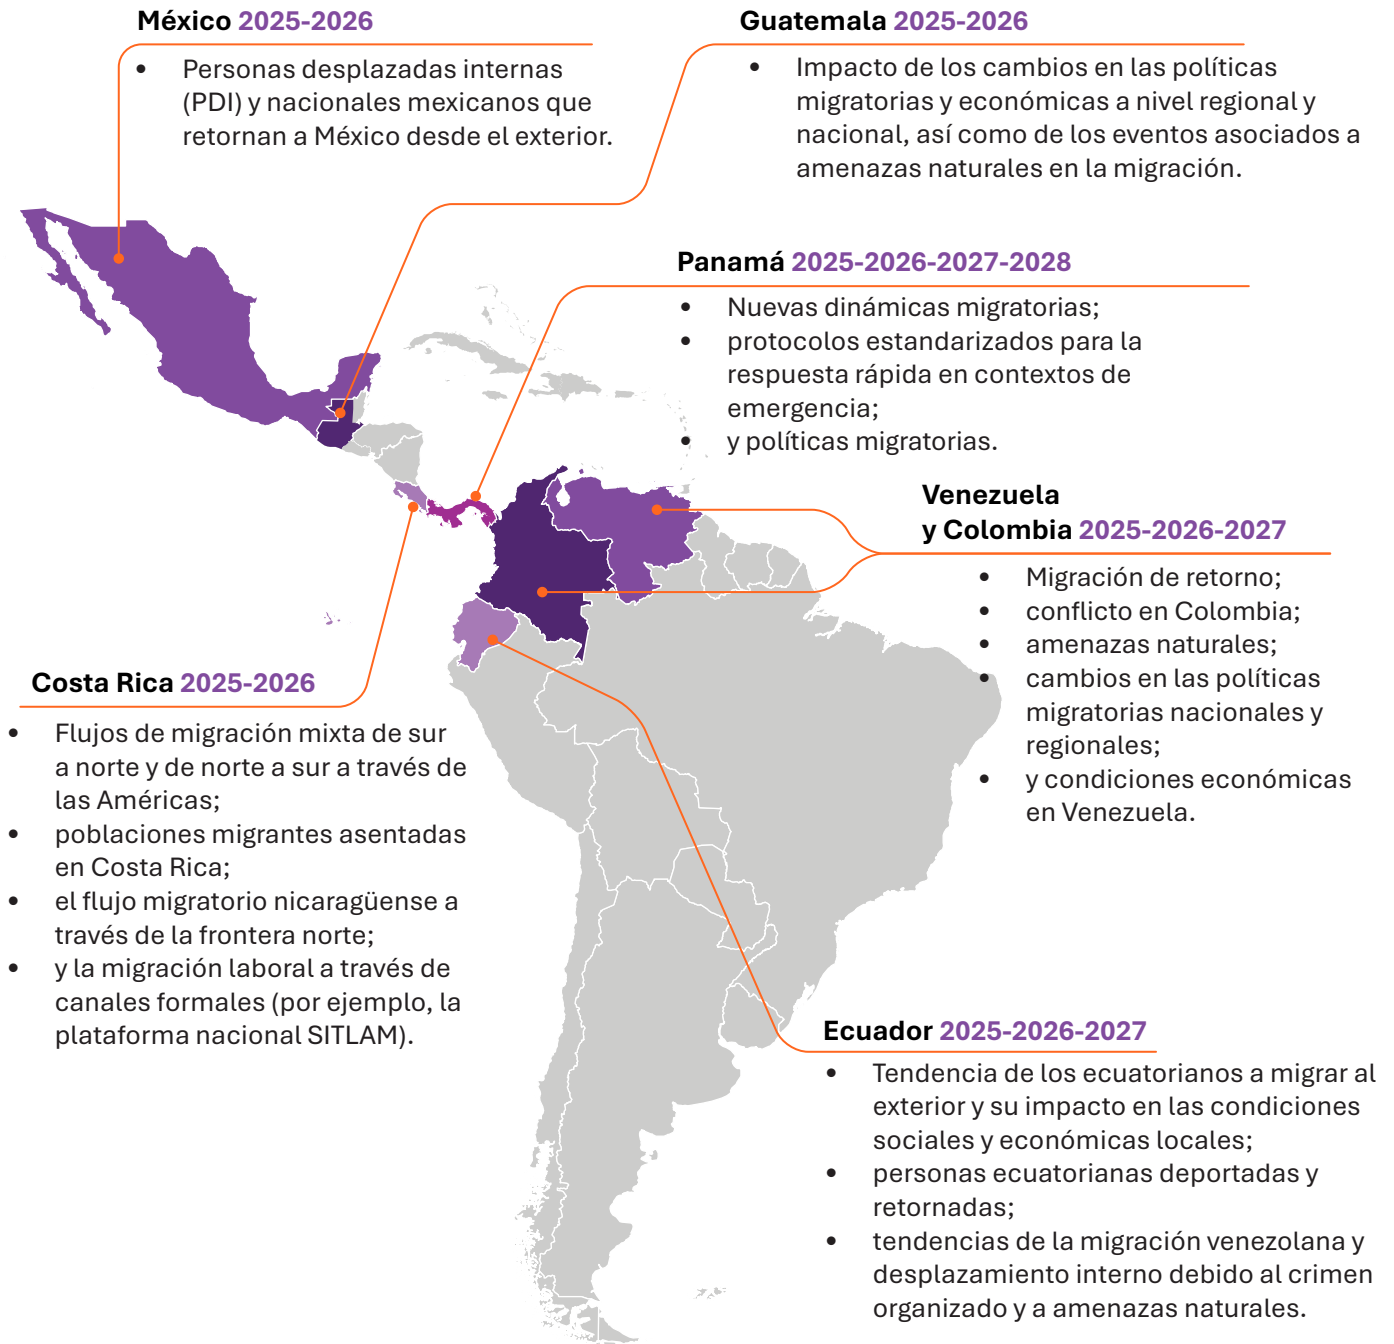 México 2025-2026
• Personas desplazadas internas
(PDI) y nacionales mexicanos que
retornan a México desde el exterior.
Guatemala 2025-2026
• Impacto de los cambios en las políticas
migratorias y económicas a nivel regional y
nacional, así como de los eventos asociados a
amenazas naturales en la migración.
Panamá 2025-2026-2027-2028
• Nuevas dinámicas migratorias;
• protocolos estandarizados para la
respuesta rápida en contextos de
emergencia;
• y políticas migratorias.
Venezuela
y Colombia 2025-2026-2027
• Migración de retorno;
• conflicto en Colombia;
• amenazas naturales;
• cambios en las políticas
migratorias nacionales y
regionales;
• y condiciones económicas
en Venezuela.
Costa Rica 2025-2026
• Flujos de migración mixta de sur
a norte y de norte a sur a través de
las Américas;
• poblaciones migrantes asentadas
en Costa Rica;
• el flujo migratorio nicaragüense a
través de la frontera norte;
• y la migración laboral a través de
canales formales (por ejemplo, la
plataforma nacional SITLAM).
Ecuador 2025-2026-2027
• Tendencia de los ecuatorianos a migrar al
exterior y su impacto en las condiciones
sociales y económicas locales;
• personas ecuatorianas deportadas y
retornadas;
• tendencias de la migración venezolana y
desplazamiento interno debido al crimen
organizado y a amenazas naturales.